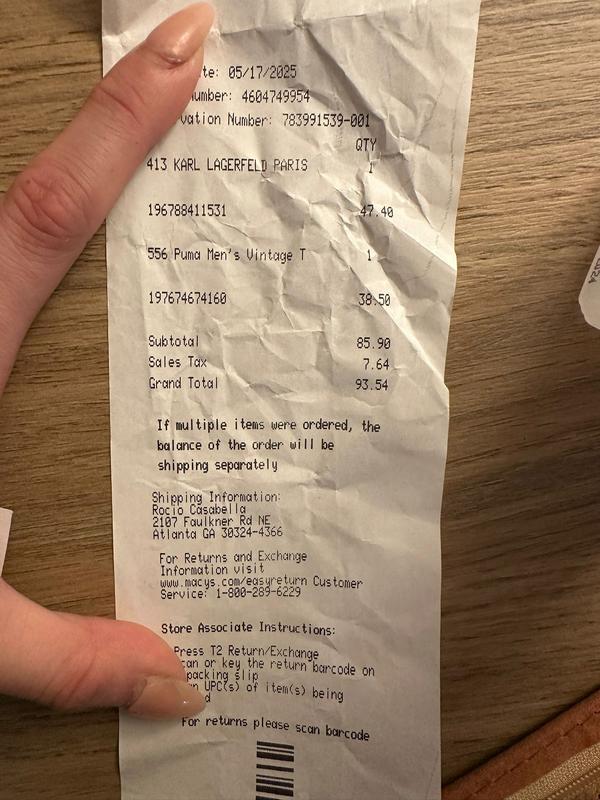 te: 05/17/2025
umber: 4604749954
vation Number: 783991539-001
QTY
413 KARL LAGERFELD PARIS 1
196788411531 47.40
556 Puma Men's Vintage T 1
197674674160 38.50
Subtotal 85.90
Sales Tax 7.64
Grand Total 93.54
If multiple items were ordered, the
balance of the order will be
shipping separately
Shipping Information:
Rocio Casabella
2107 Faulkner Rd NE
Atlanta GA 30324-4366
For Returns and Exchange
Information visit
www.macys.com/easyreturn Customer
Service: 1-800-289-6229
Store Associate Instructions:
Press T2 Return/Exchange
can or key the return barcode on
packing slip
n UPC(s) of item(s) being
d
For returns please scan barcode